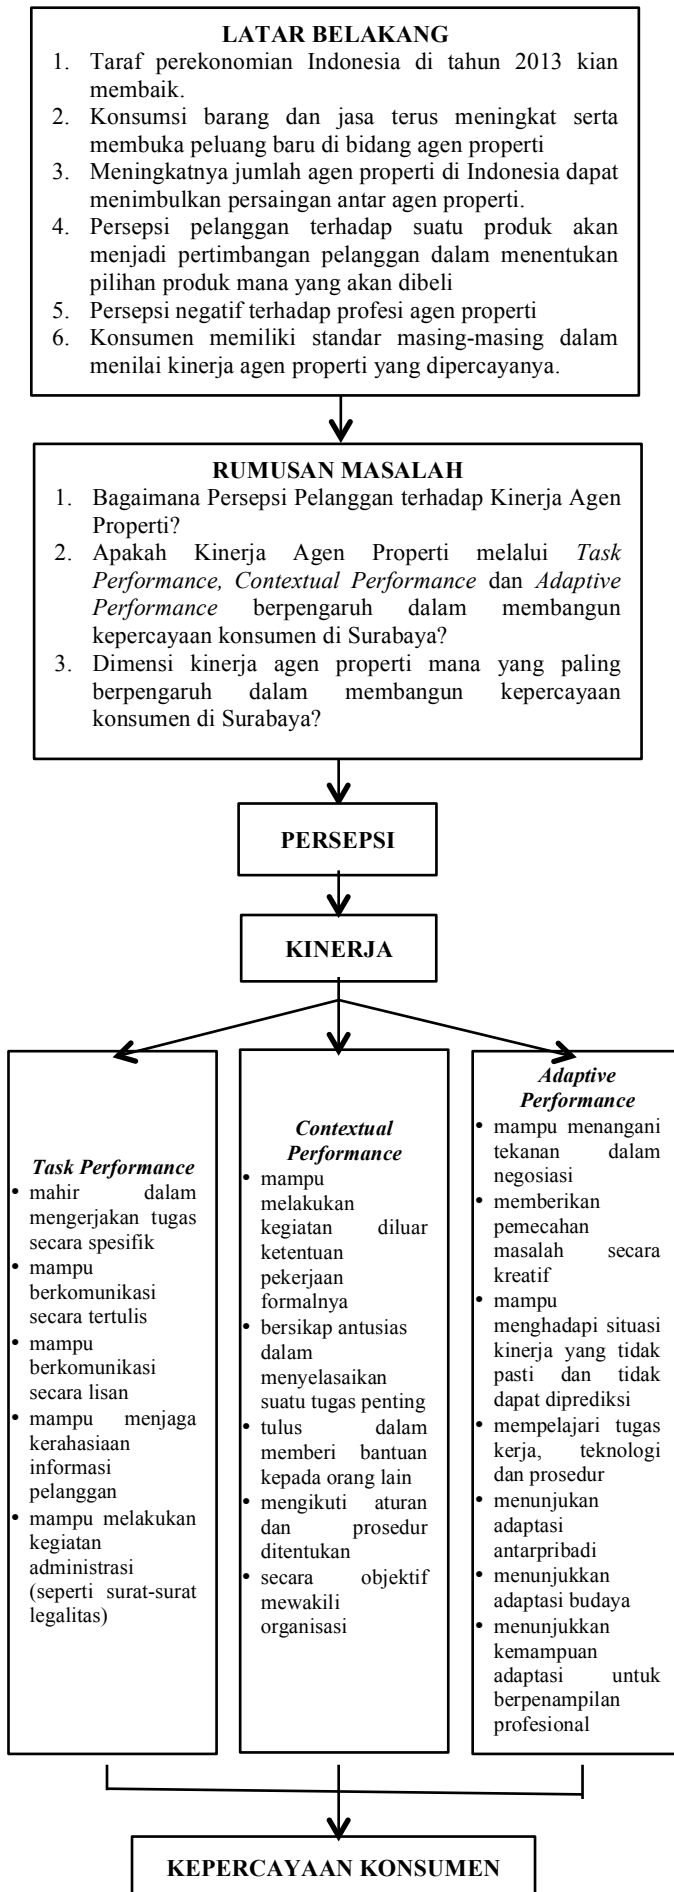 LATAR BELAKANG
1. Taraf perekonomian Indonesia di tahun 2013 kian
membaik.
2. Konsumsi barang dan jasa terus meningkat serta
membuka peluang baru di bidang agen properti
3. Meningkatnya jumlah agen properti di Indonesia dapat
menimbulkan persaingan antar agen properti.
4. Persepsi pelanggan terhadap suatu produk akan
menjadi pertimbangan pelanggan dalam menentukan
pilihan produk mana yang akan dibeli
5. Persepsi negatif terhadap profesi agen properti
6. Konsumen memiliki standar masing-masing dalam
menilai kinerja agen properti yang dipercayanya.
RUMUSAN MASALAH
1. Bagaimana Persepsi Pelanggan terhadap Kinerja Agen
Properti?
2. Apakah Kinerja Agen Properti melalui Task
Performance, Contextual Performance dan Adaptive
Performance berpengaruh dalam membangun
kepercayaan konsumen di Surabaya?
3. Dimensi kinerja agen properti mana yang paling
berpengaruh dalam membangun kepercayaan
konsumen di Surabaya?
PERSEPSI
KINERJA
Task Performance
• mahir dalam
mengerjakan tugas
secara spesifik
• mampu
berkomunikasi
secara tertulis
• mampu
berkomunikasi
secara lisan
• mampu menjaga
kerahasiaan
informasi
pelanggan
• mampu melakukan
kegiatan
administrasi
(seperti surat-surat
legalitas)
Contextual
Performance
• mampu
melakukan
kegiatan diluar
ketentuan
pekerjaan
formalnya
• bersikap antusias
dalam
menyelasaikan
suatu tugas penting
• tulus dalam
memberi bantuan
kepada orang lain
• mengikuti aturan
dan prosedur
ditentukan
• secara objektif
mewakili
organisasi
Adaptive
Performance
• mampu menangani
tekanan dalam
negosiasi
• memberikan
pemecahan
masalah secara
kreatif
• mampu
menghadapi situasi
kinerja yang tidak
pasti dan tidak
dapat diprediksi
• mempelajari tugas
kerja, teknologi
dan prosedur
• menunjukan
adaptasi
antarpribadi
• menunjukkan
adaptasi budaya
• menunjukkan
kemampuan
adaptasi untuk
berpenampilan
profesional
KEPERCAYAAN KONSUMEN